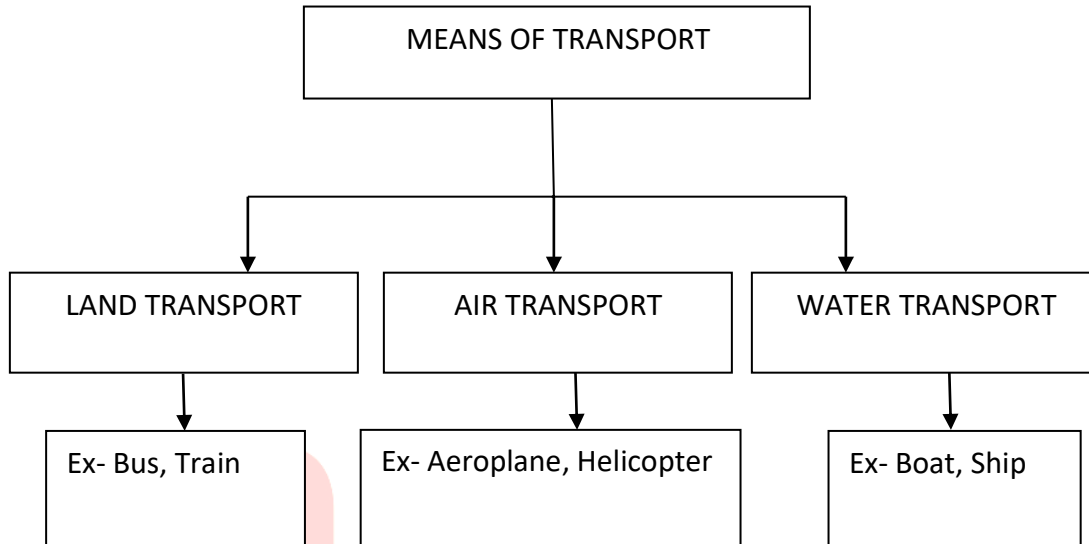 MEANS OF TRANSPORT
LAND TRANSPORT
AIR TRANSPORT
WATER TRANSPORT
Ex- Bus, Train
Ex- Aeroplane, Helicopter
Ex- Boat, Ship